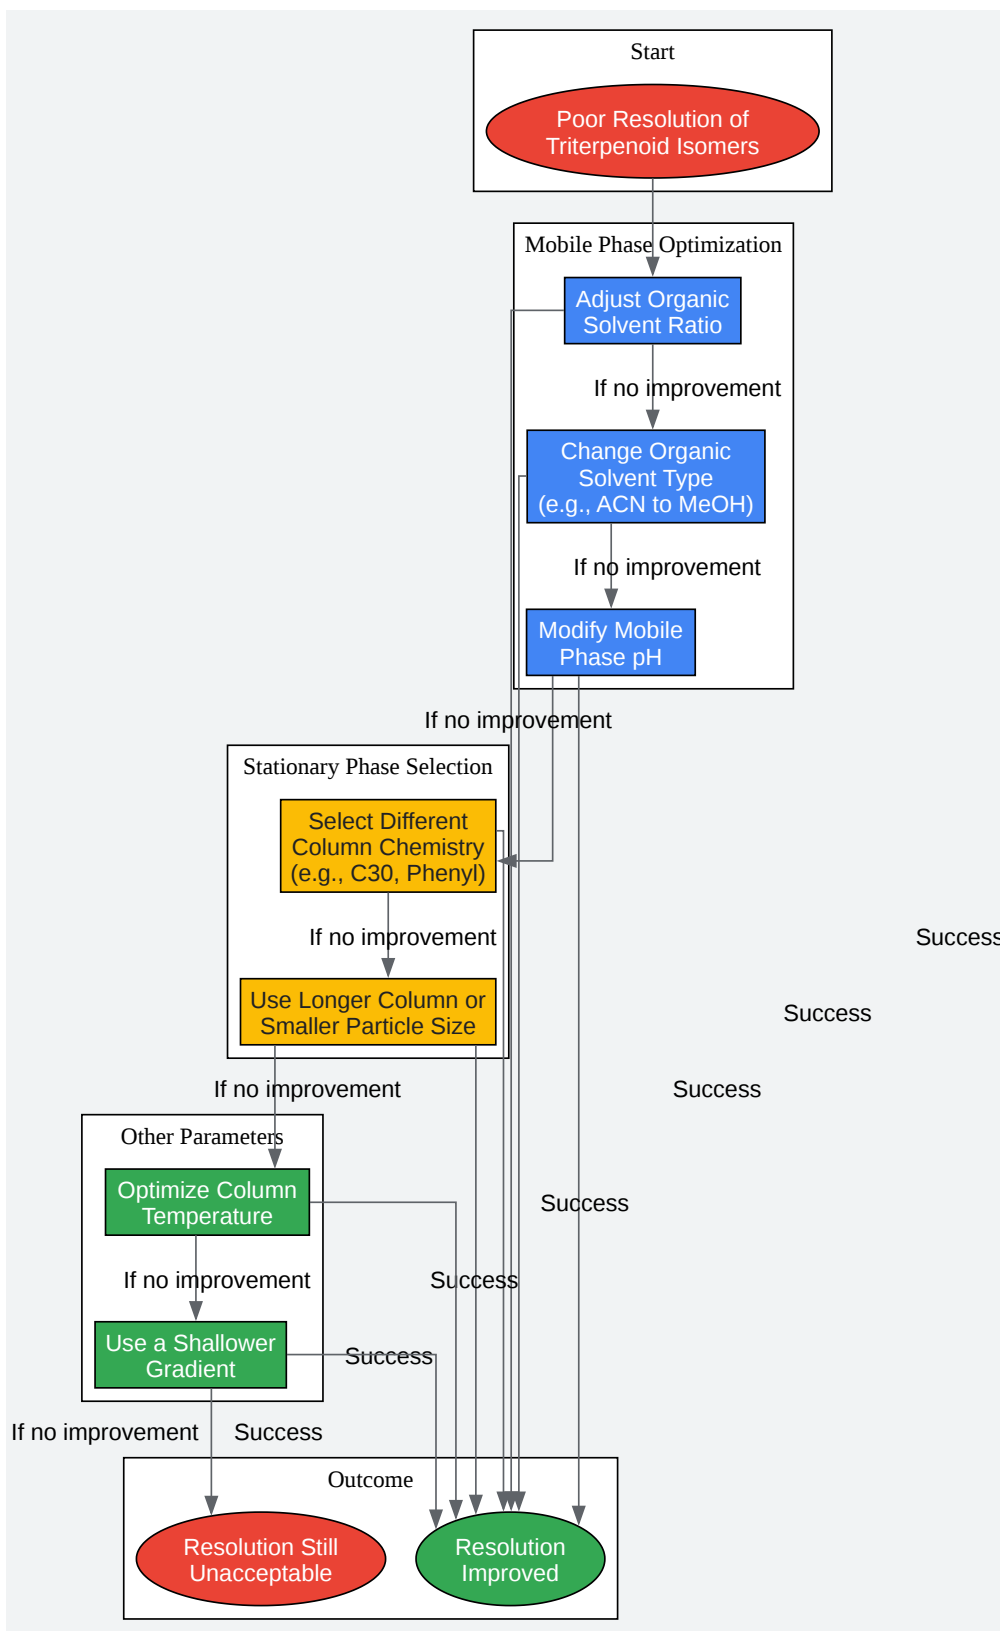 Start
Poor Resolution of
Triterpenoid Isomers
Mobile Phase Optimization
Adjust Organic
Solvent Ratio
If no improvement
Change Organic
Solvent Type
(e.g., ACN to MeOH)
If no improvement
Modify Mobile
Phase pH
If no improvement
Stationary Phase Selection
Select Different
Column Chemistry
(e.g., C30, Phenyl)
If no improvement
Success
Use Longer Column or
Smaller Particle Size
Success
If no improvement
Success
Other Parameters
Optimize Column
Temperature
Success
If no improvement
Success
Use a Shallower
Gradient
Success
If no improvement
Success
Outcome
Resolution Still
Unacceptable
Resolution
Improved